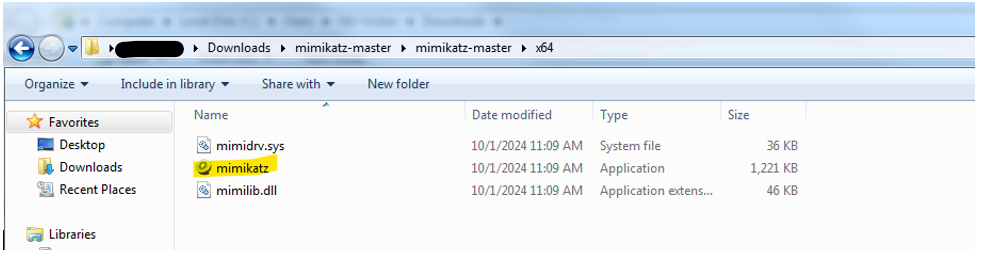 Downloads ▸ mimikatz-master ▸ mimikatz-master ▸ x64
Organize Include in library Share with New folder
Favorites
Desktop
Downloads
Recent Places
Libraries
Name Date modified Type Size
mimidrv.sys 10/1/2024 11:09 AM System file 36 KB
mimikatz 10/1/2024 11:09 AM Application 1,221 KB
mimilib.dll 10/1/2024 11:09 AM Application extens... 46 KB